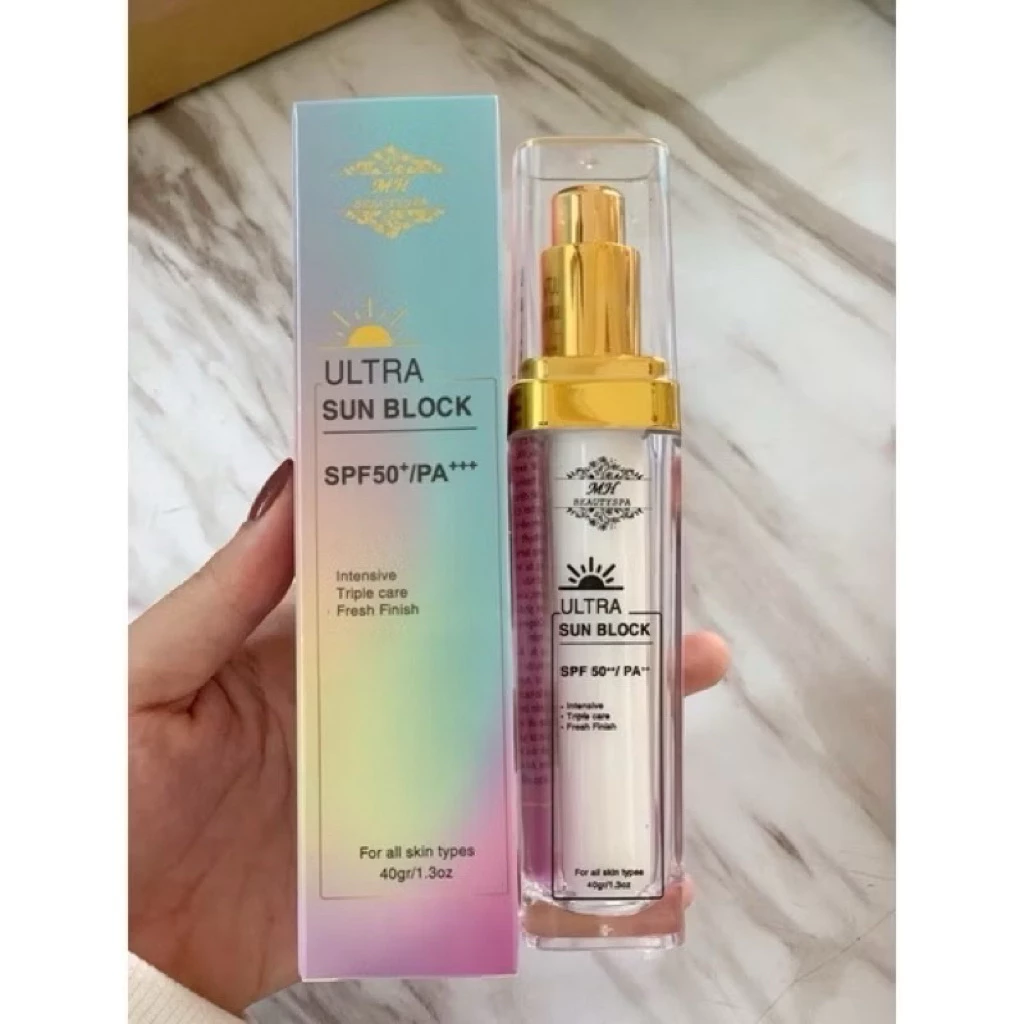 MH
BEAUTYSPA
ULTRA
SUN BLOCK
SPF50+/PA+++
Intensive
Triple care
Fresh Finish
For all skin types
40gr/1.3oz
MH
BEAUTYSPA
ULTRA
SUN BLOCK
SPF 50++/ PA++
• Intensive
• Triple care
• Fresh Finish
For all skin types
40gr/1.3oz